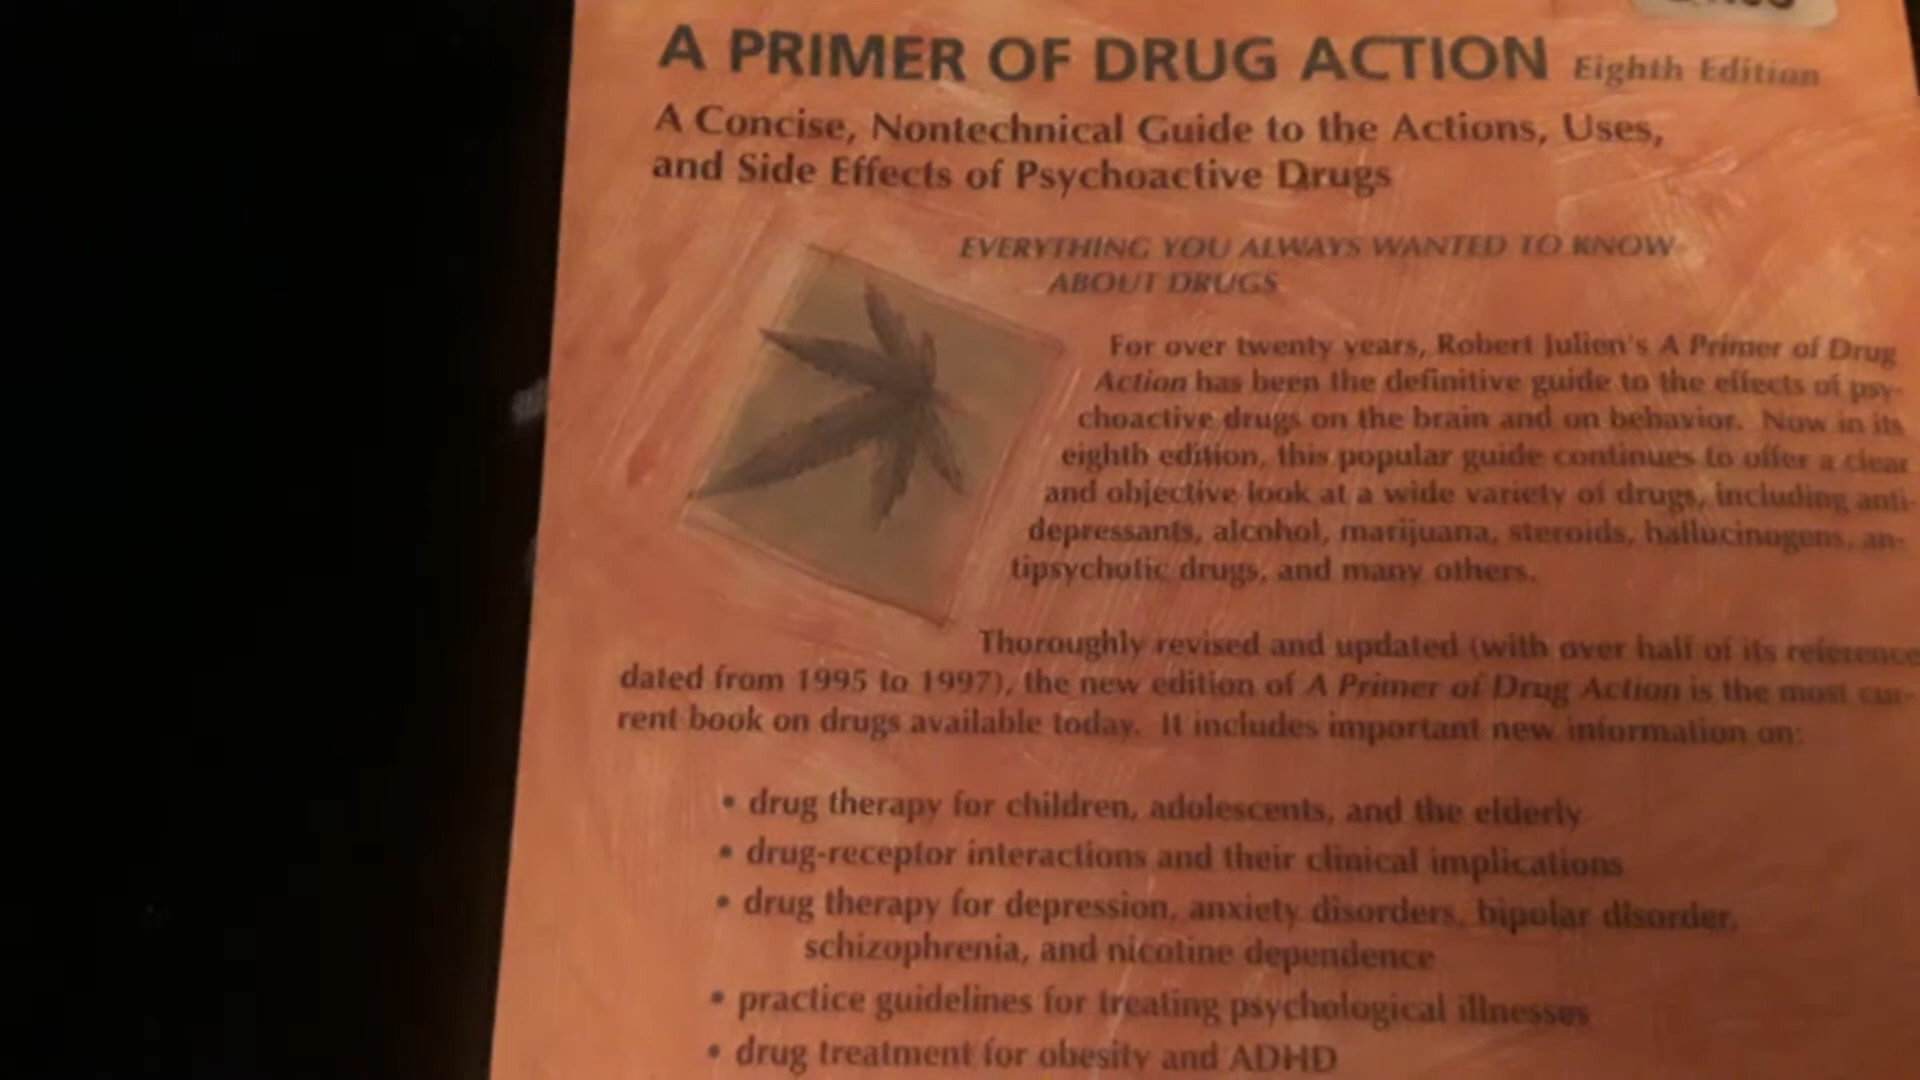 A PRIMER OF DRUG ACTION Eighth Edition
A Concise, Nontechnical Guide to the Actions, Uses,
and Side Effects of Psychoactive Drugs
EVERYTHING YOU ALWAYS WANTED TO KNOW
ABOUT DRUGS
For over twenty years, Robert Julien's A Primer of Drug
Action has been the definitive guide to the effects of psy-
choactive drugs on the brain and on behavior. Now in its
eighth edition, this popular guide continues to offer a clear
and objective look at a wide variety of drugs, including anti-
depressants, alcohol, marijuana, steroids, hallucinogens, an-
tipsychotic drugs, and many others.
Thoroughly revised and updated (with over half of its reference
dated from 1995 to 1997), the new edition of A Primer of Drug Action is the most cur-
rent book on drugs available today. It includes important new information on:
• drug therapy for children, adolescents, and the elderly
• drug-receptor interactions and their clinical implications
• drug therapy for depression, anxiety disorders, bipolar disorder,
schizophrenia, and nicotine dependence
• practice guidelines for treating psychological illnesses
• drug treatment for obesity and ADHD